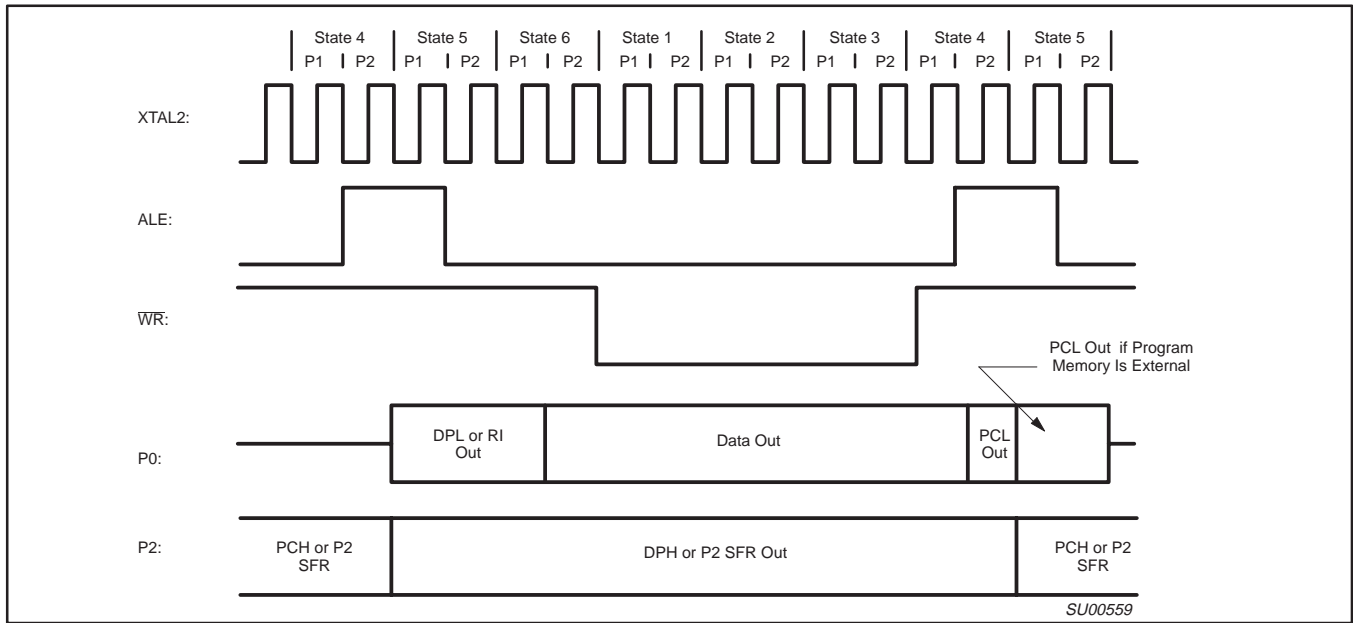 State 4 State 5 State 6 State 1 State 2 State 3 State 4 State 5
P1 P2 P1 P2 P1 P2 P1 P2 P1 P2 P1 P2 P1 P2 P1 P2
XTAL2:
ALE:
WR:
PCL Out if Program
Memory Is External
P0:
DPL or RI
Out
Data Out
PCL
Out
P2:
PCH or P2
SFR
DPH or P2 SFR Out
PCH or P2
SFR
SU00559